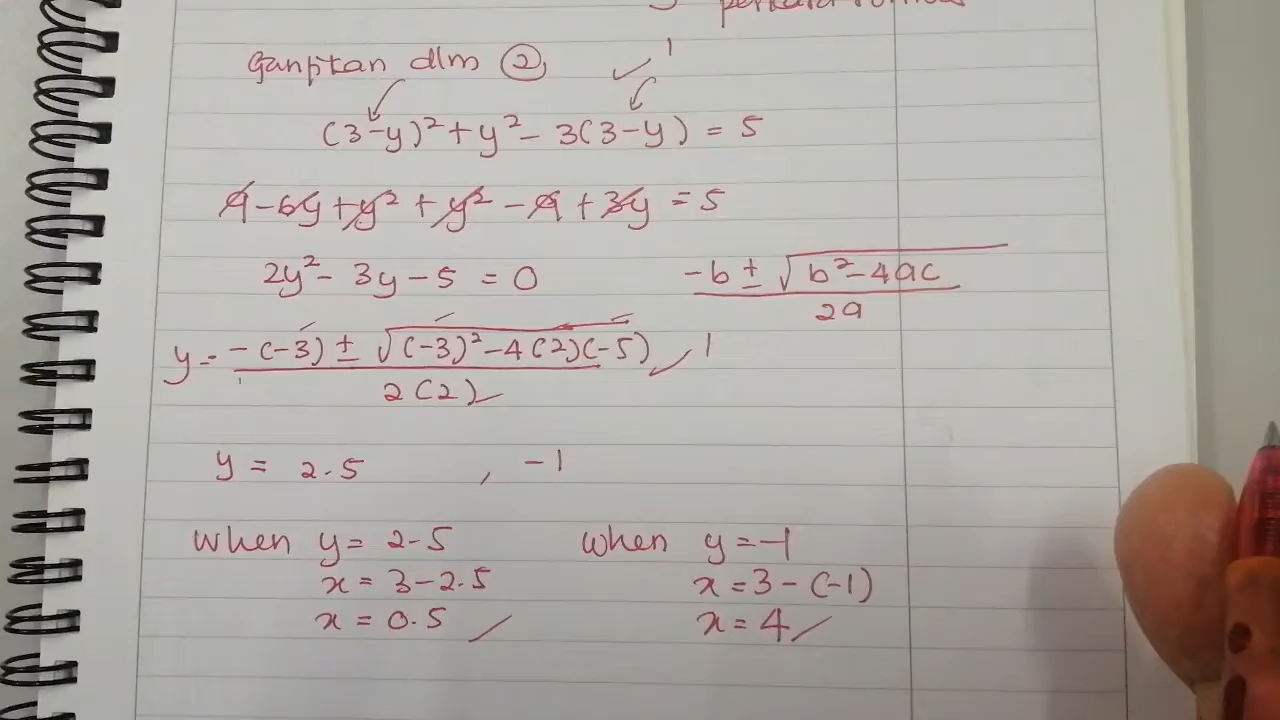 Gantikan dlm ②, ✓ 1
(3-y)² + y² - 3(3-y) = 5
9 - 6y + y² + y² - 9 + 3y = 5
2y² - 3y - 5 = 0
-b ± √b² - 4ac
2a
y = -(-3) ± √(-3)² - 4(2)(-5) ✓ 1
2(2)
y = 2.5 , -1
When y = 2.5 When y = -1
x = 3 - 2.5 x = 3 - (-1)
x = 0.5 x = 4